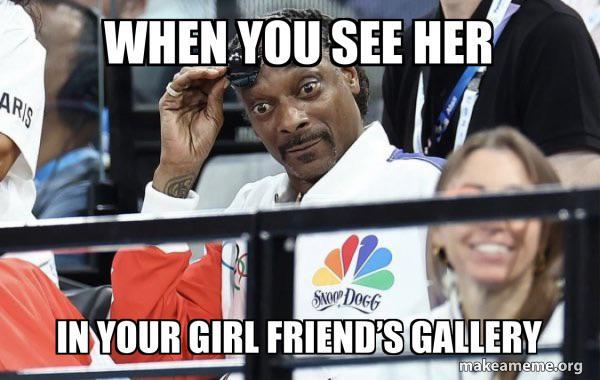 WHEN YOU SEE HER
ARIS
SNOOP DOGG
IN YOUR GIRL FRIEND'S GALLERY
makeameme.org